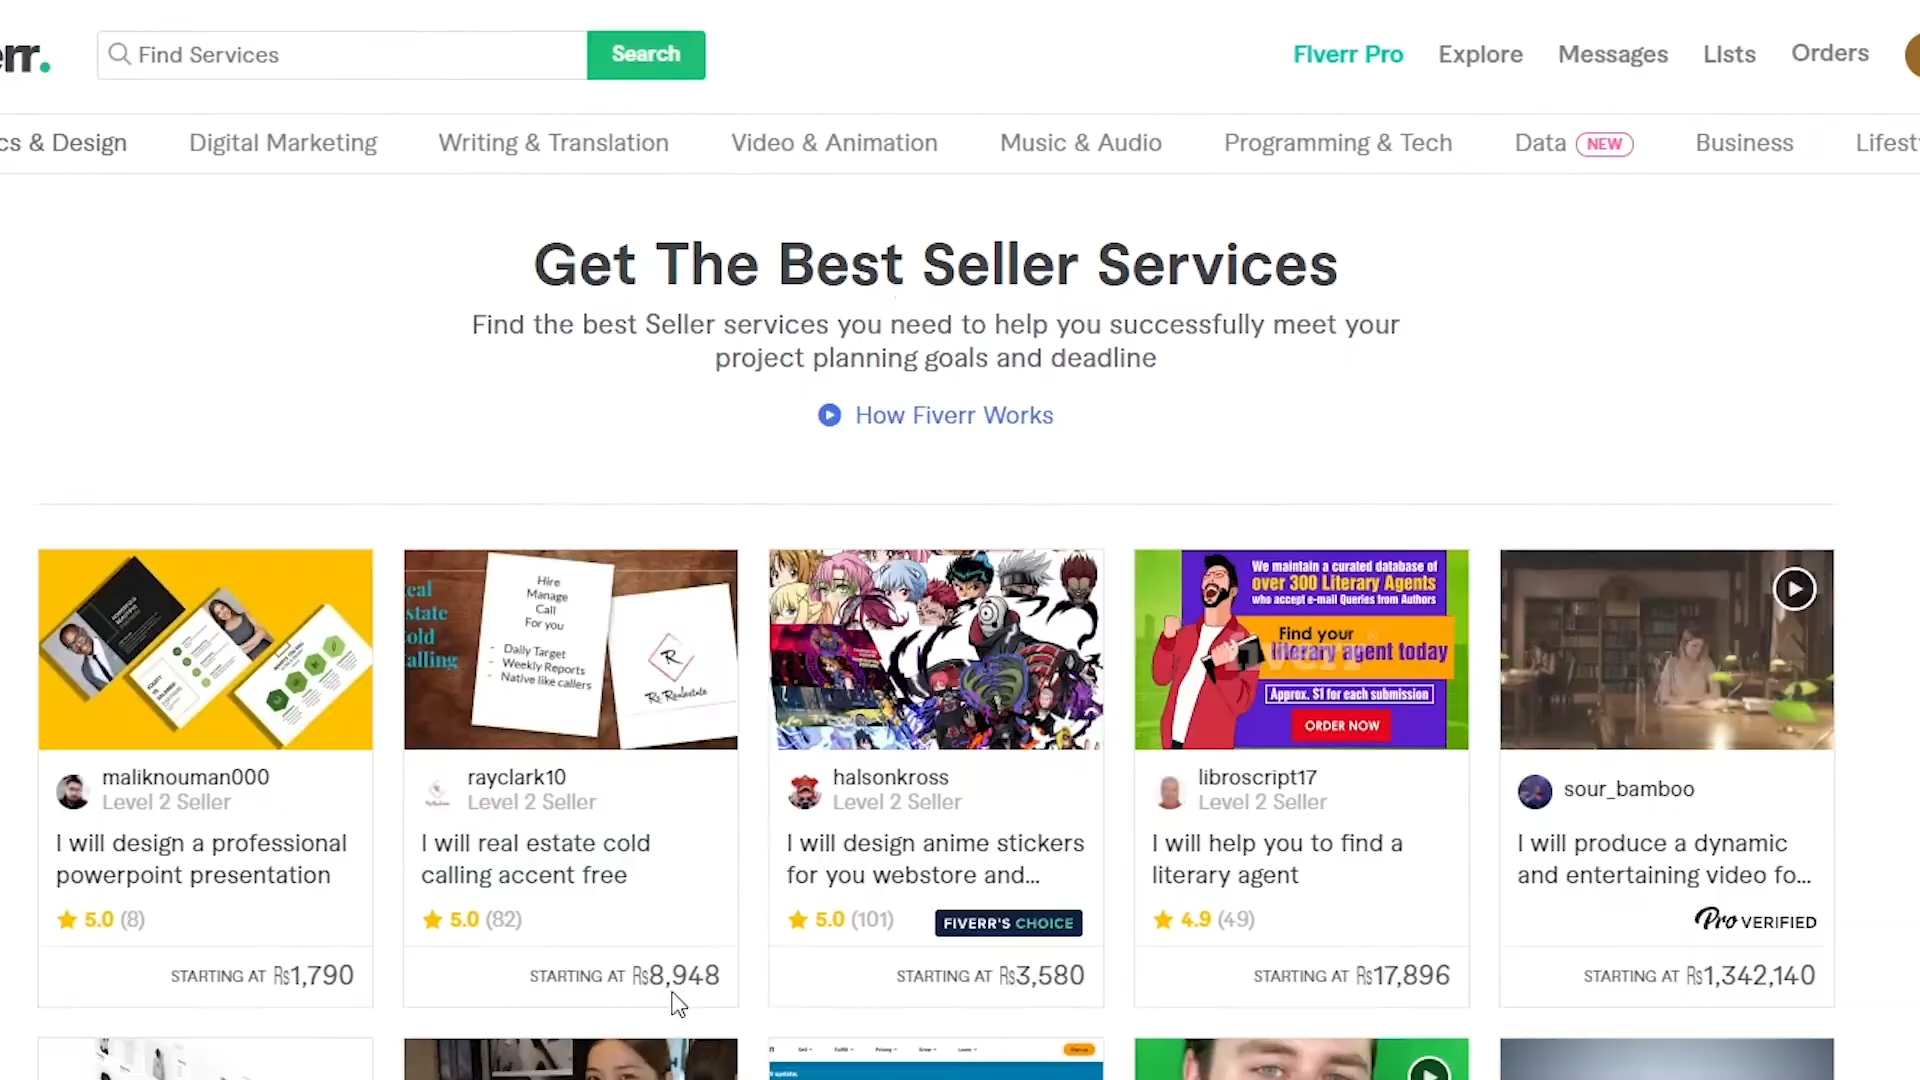 rr.
Find Services
Search
Fiverr Pro
Explore
Messages
Lists
Orders
cs & Design
Digital Marketing
Writing & Translation
Video & Animation
Music & Audio
Programming & Tech
Data NEW
Business
Lifest
Get The Best Seller Services
Find the best Seller services you need to help you successfully meet your
project planning goals and deadline
How Fiverr Works
eal
state
old
alling
Hire
Manage
Call
For you
- Daily Target
- Weekly Reports
- Native like callers
R
We maintain a curated database of
over 300 Literary Agents
who accept e-mail Queries from Authors
Find your
literary agent today
Approx. $1 for each submission
ORDER NOW
maliknouman000
Level 2 Seller
I will design a professional
powerpoint presentation
5.0 (8)
STARTING AT Rs1,790
rayclark10
Level 2 Seller
I will real estate cold
calling accent free
5.0 (82)
STARTING AT Rs8,948
halsonkross
Level 2 Seller
I will design anime stickers
for you webstore and...
5.0 (101)
FIVERR'S CHOICE
STARTING AT Rs3,580
libroscript17
Level 2 Seller
I will help you to find a
literary agent
4.9 (49)
STARTING AT Rs17,896
sour_bamboo
I will produce a dynamic
and entertaining video fo...
Pro VERIFIED
STARTING AT Rs1,342,140